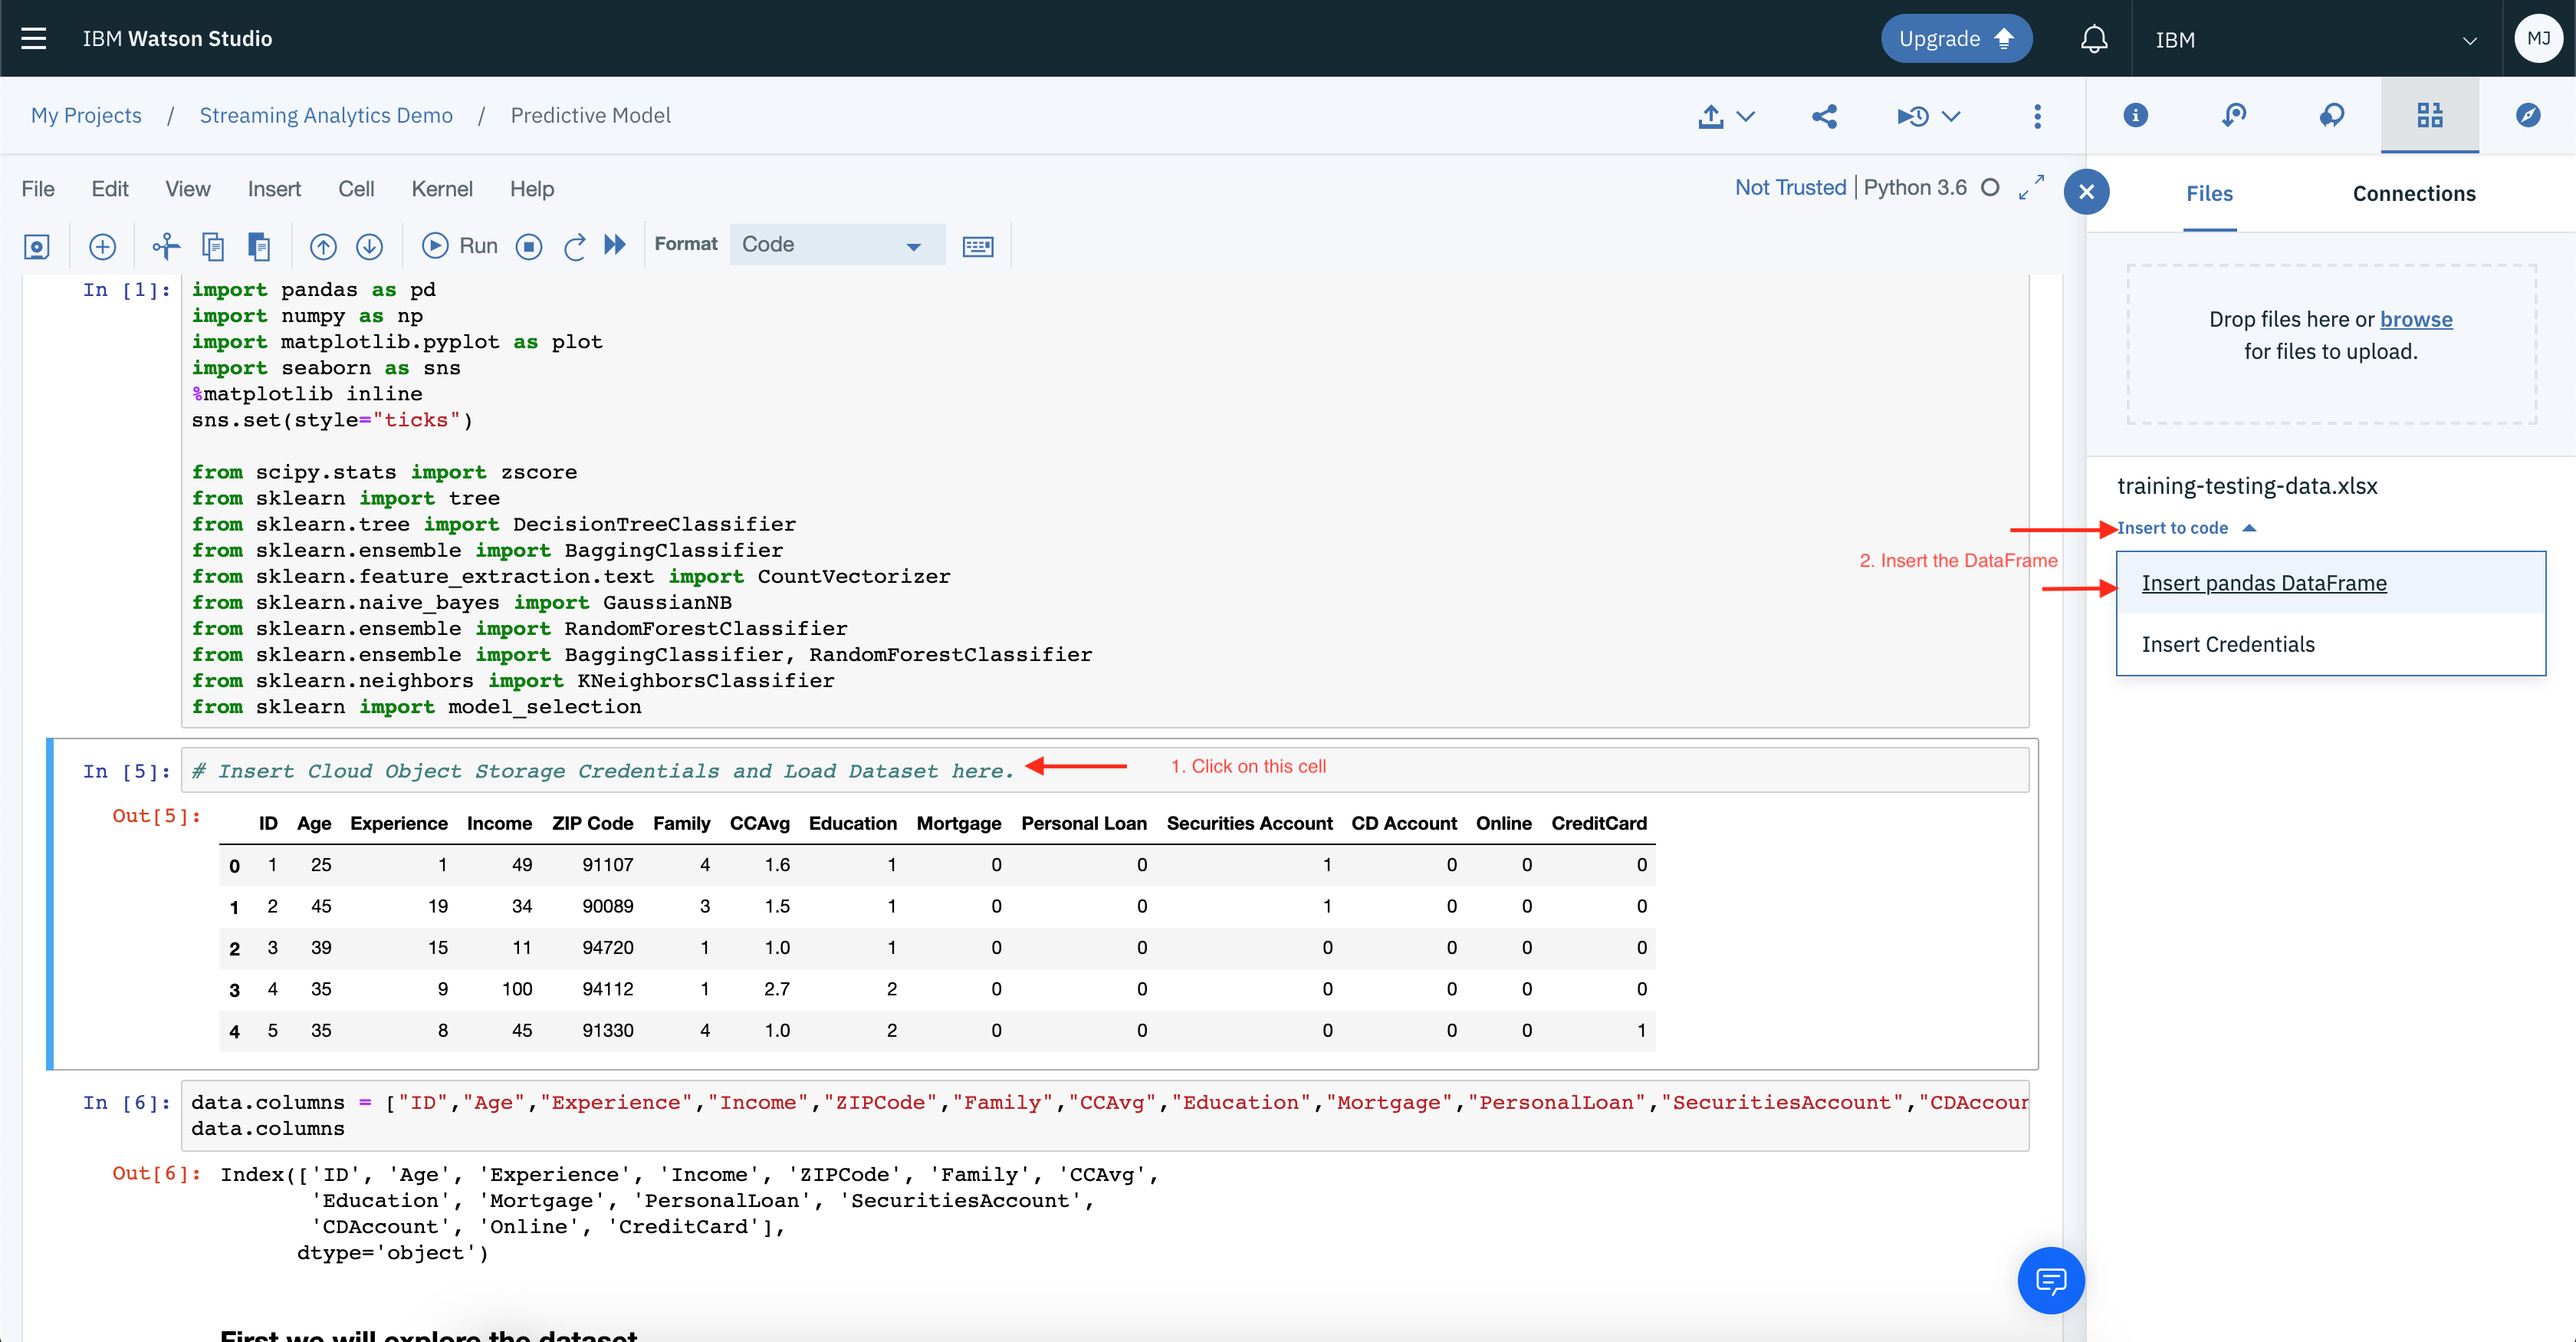 IBM Watson Studio
Upgrade
IBM
MJ
My Projects / Streaming Analytics Demo / Predictive Model
File Edit View Insert Cell Kernel Help
Not Trusted | Python 3.6
Run
Format Code
Files Connections
Drop files here or browse
for files to upload.
training-testing-data.xlsx
Insert to code
2. Insert the DataFrame
Insert pandas DataFrame
Insert Credentials
In [1]: import pandas as pd
import numpy as np
import matplotlib.pyplot as plot
import seaborn as sns
%matplotlib inline
sns.set(style="ticks")
from scipy.stats import zscore
from sklearn import tree
from sklearn.tree import DecisionTreeClassifier
from sklearn.ensemble import BaggingClassifier
from sklearn.feature_extraction.text import CountVectorizer
from sklearn.naive_bayes import GaussianNB
from sklearn.ensemble import RandomForestClassifier
from sklearn.ensemble import BaggingClassifier, RandomForestClassifier
from sklearn.neighbors import KNeighborsClassifier
from sklearn import model_selection
In [5]: # Insert Cloud Object Storage Credentials and Load Dataset here.
1. Click on this cell
Out[5]:
ID Age Experience Income ZIP Code Family CCAvg Education Mortgage Personal Loan Securities Account CD Account Online CreditCard
0 1 25 1 49 91107 4 1.6 1 0 0 1 0 0 0
1 2 45 19 34 90089 3 1.5 1 0 0 1 0 0 0
2 3 39 15 11 94720 1 1.0 1 0 0 0 0 0 0
3 4 35 9 100 94112 1 2.7 2 0 0 0 0 0 0
4 5 35 8 45 91330 4 1.0 2 0 0 0 0 0 1
In [6]: data.columns = ["ID","Age","Experience","Income","ZIPCode","Family","CCAvg","Education","Mortgage","PersonalLoan","SecuritiesAccount","CDAccoun
data.columns
Out[6]: Index(['ID', 'Age', 'Experience', 'Income', 'ZIPCode', 'Family', 'CCAvg',
'Education', 'Mortgage', 'PersonalLoan', 'SecuritiesAccount',
'CDAccount', 'Online', 'CreditCard'],
dtype='object')
First we will explore the dataset